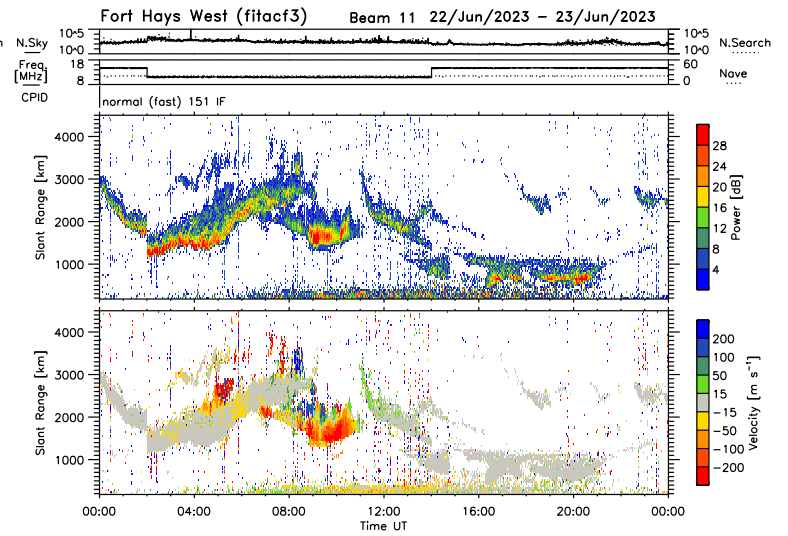 Fort Hays West (fitacf3) Beam 11 22/Jun/2023 - 23/Jun/2023
N.Sky 10^5 10^0 10^5 10^0 N.Search
Freq. [MHz] 18 8 60 0 Nave
CPID normal (fast) 151 IF
4000
3000
2000
1000
Slant Range [km]
28
24
20
16
12
8
4
Power [dB]
4000
3000
2000
1000
Slant Range [km]
200
100
50
15
-15
-50
-100
-200
Velocity [m s⁻¹]
00:00 04:00 08:00 12:00 16:00 20:00 00:00
Time UT